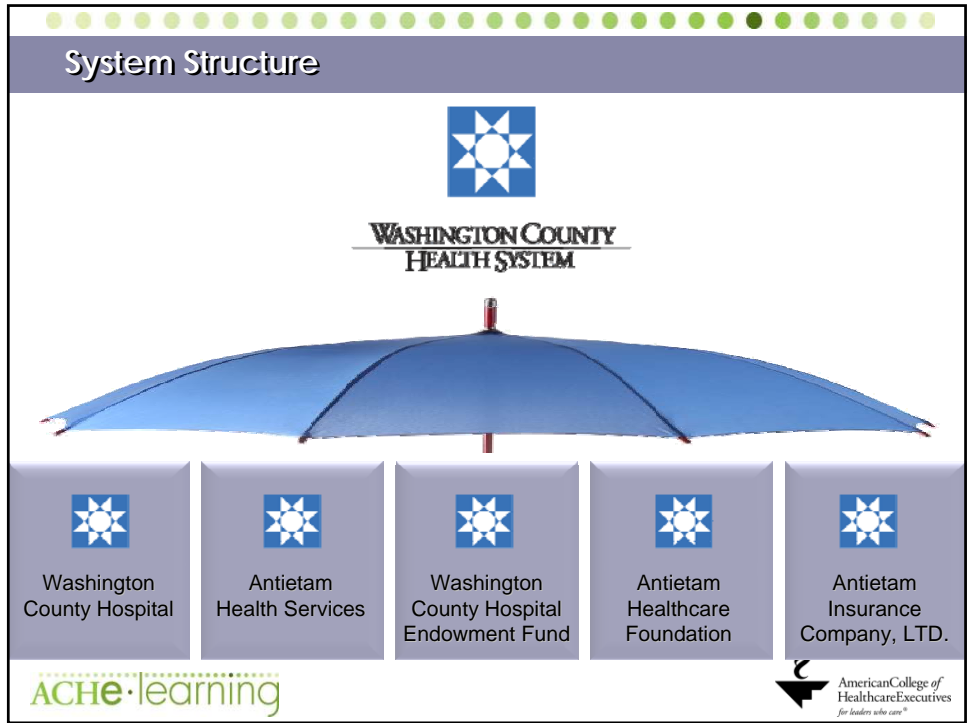 System Structure
WASHINGTON COUNTY
HEALTH SYSTEM
Washington
County Hospital
Antietam
Health Services
Washington
County Hospital
Endowment Fund
Antietam
Healthcare
Foundation
Antietam
Insurance
Company, LTD.
ACHe·learning
AmericanCollege of
HealthcareExecutives
for leaders who care®